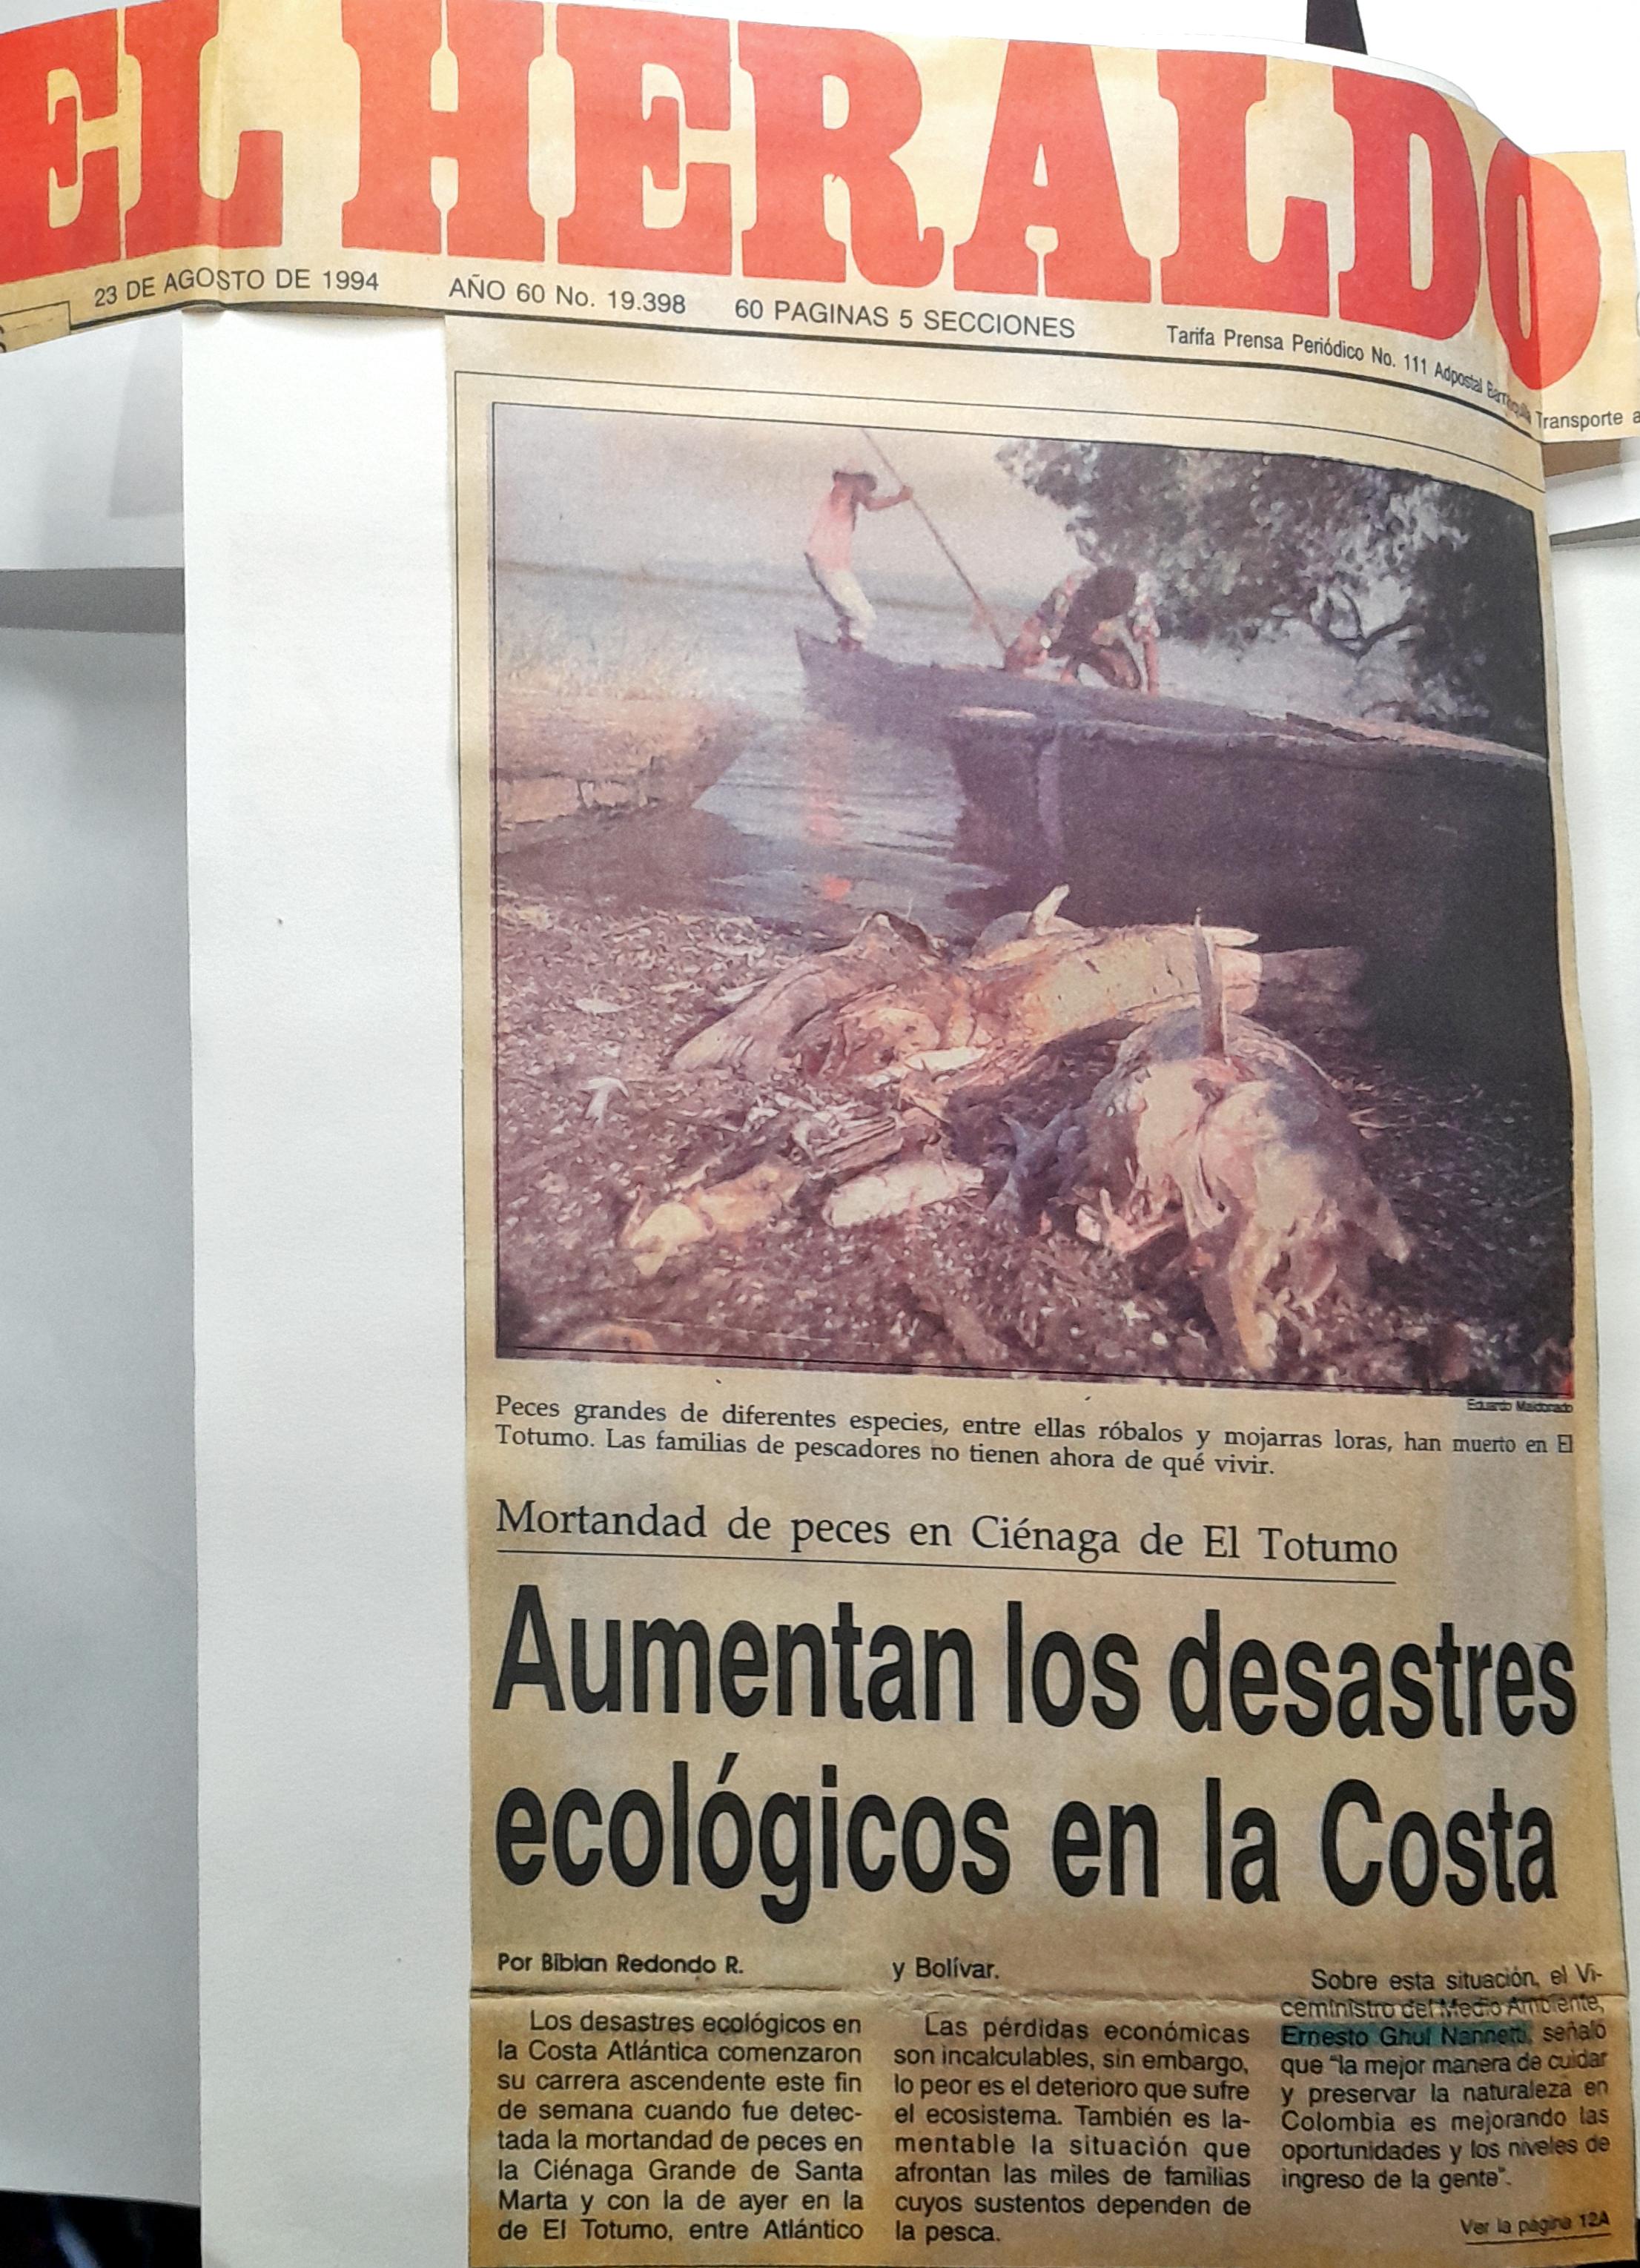 EL HERALDO
23 DE AGOSTO DE 1994 AÑO 60 No. 19.398 60 PAGINAS 5 SECCIONES Tarifa Prensa Periódico No. 111 Adpostal Barranquilla Transporte a
Eduardo Maldonado
Peces grandes de diferentes especies, entre ellas róbalos y mojarras loras, han muerto en El
Totumo. Las familias de pescadores no tienen ahora de qué vivir.
Mortandad de peces en Ciénaga de El Totumo
Aumentan los desastres
ecológicos en la Costa
Por Bibian Redondo R.
Los desastres ecológicos en
la Costa Atlántica comenzaron
su carrera ascendente este fin
de semana cuando fue detec-
tada la mortandad de peces en
la Ciénaga Grande de Santa
Marta y con la de ayer en la
de El Totumo, entre Atlántico
y Bolívar.
Las pérdidas económicas
son incalculables, sin embargo,
lo peor es el deterioro que sufre
el ecosistema. También es la-
mentable la situación que
afrontan las miles de familias
cuyos sustentos dependen de
la pesca.
Sobre esta situación, el Vi-
ceministro del Medio Ambiente,
Ernesto Ghul Nannetti, señaló
que "la mejor manera de cuidar
y preservar la naturaleza en
Colombia es mejorando las
oportunidades y los niveles de
ingreso de la gente".
Ver la página 12A